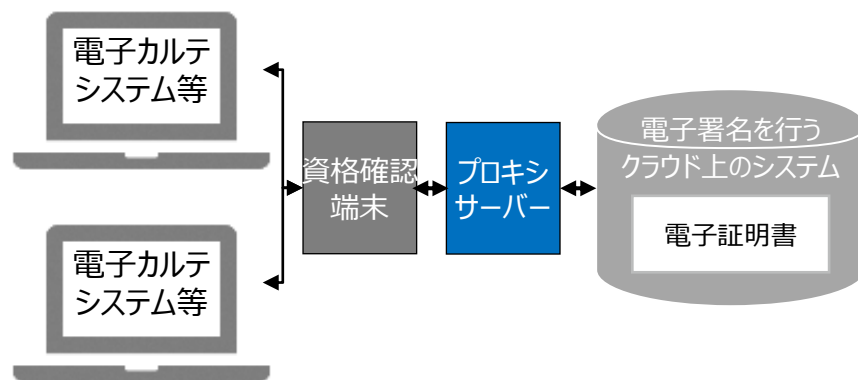 電子カルテ
システム等
資格確認
端末
プロキシ
サーバー
電子署名を行う
クラウド上のシステム
電子証明書
電子カルテ
システム等